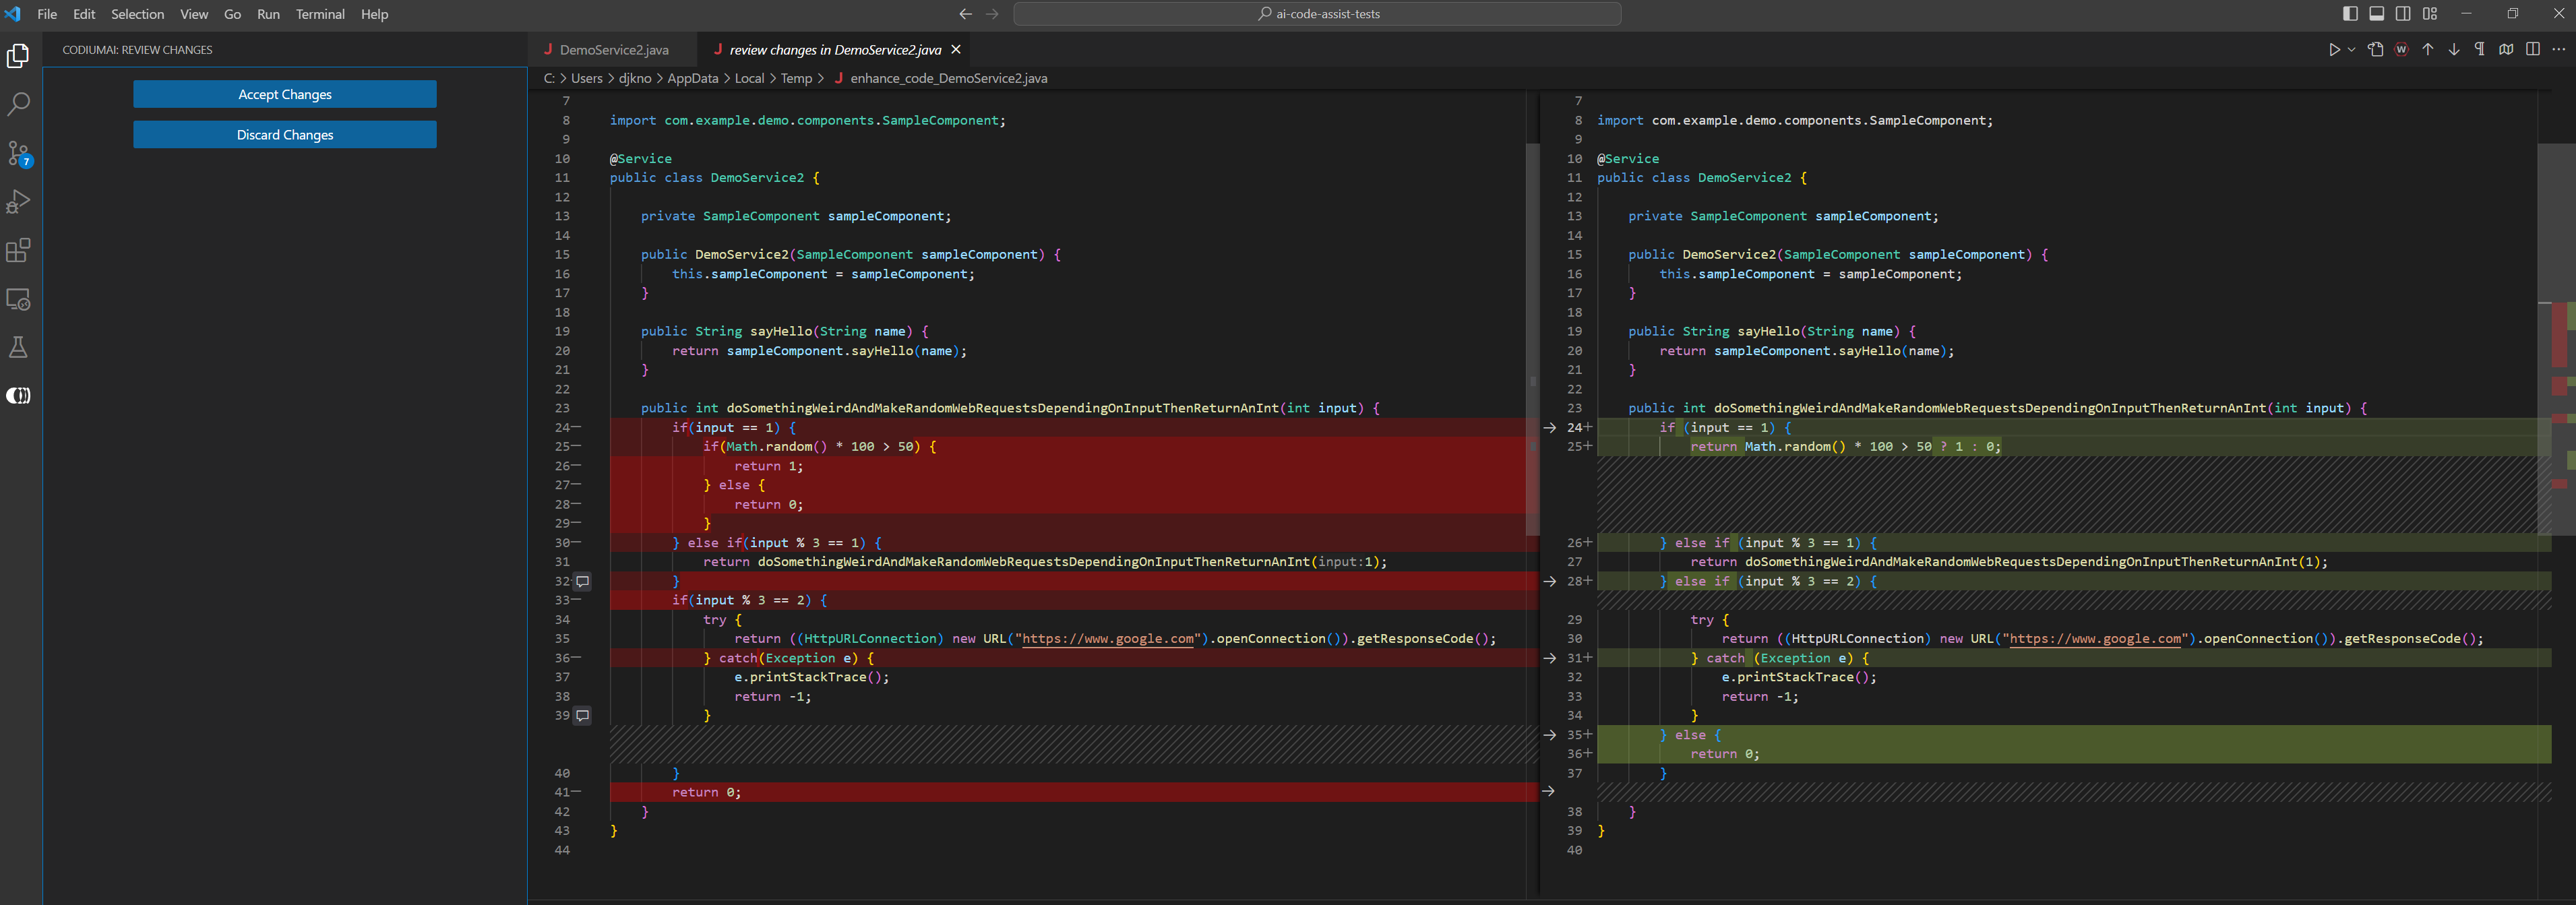 File Edit Selection View Go Run Terminal Help
ai-code-assist-tests
CODIUMAI: REVIEW CHANGES
Accept Changes
Discard Changes
7
DemoService2.java
review changes in DemoService2.java
C: > Users > djkno > AppData > Local > Temp > enhance_code_DemoService2.java
7
8 import com.example.demo.components.SampleComponent;
9
10 @Service
11 public class DemoService2 {
12
13 private SampleComponent sampleComponent;
14
15 public DemoService2(SampleComponent sampleComponent) {
16 this.sampleComponent = sampleComponent;
17 }
18
19 public String sayHello(String name) {
20 return sampleComponent.sayHello(name);
21 }
22
23 public int doSomethingWeirdAndMakeRandomWebRequestsDependingOnInputThenReturnAnInt(int input) {
24— if(input == 1) {
25— if(Math.random() * 100 > 50) {
26— return 1;
27— } else {
28— return 0;
29— }
30— } else if(input % 3 == 1) {
31 return doSomethingWeirdAndMakeRandomWebRequestsDependingOnInputThenReturnAnInt(input:1);
32 }
33— if(input % 3 == 2) {
34 try {
35 return ((HttpURLConnection) new URL("https://www.google.com").openConnection()).getResponseCode();
36— } catch(Exception e) {
37 e.printStackTrace();
38 return -1;
39 }
40 }
41— return 0;
42 }
43 }
44
7
8 import com.example.demo.components.SampleComponent;
9
10 @Service
11 public class DemoService2 {
12
13 private SampleComponent sampleComponent;
14
15 public DemoService2(SampleComponent sampleComponent) {
16 this.sampleComponent = sampleComponent;
17 }
18
19 public String sayHello(String name) {
20 return sampleComponent.sayHello(name);
21 }
22
23 public int doSomethingWeirdAndMakeRandomWebRequestsDependingOnInputThenReturnAnInt(int input) {
24+ if (input == 1) {
25+ return Math.random() * 100 > 50 ? 1 : 0;
26+ } else if (input % 3 == 1) {
27 return doSomethingWeirdAndMakeRandomWebRequestsDependingOnInputThenReturnAnInt(1);
28+ } else if (input % 3 == 2) {
29 try {
30 return ((HttpURLConnection) new URL("https://www.google.com").openConnection()).getResponseCode();
31+ } catch (Exception e) {
32 e.printStackTrace();
33 return -1;
34 }
35+ } else {
36+ return 0;
37 }
38 }
39 }
40